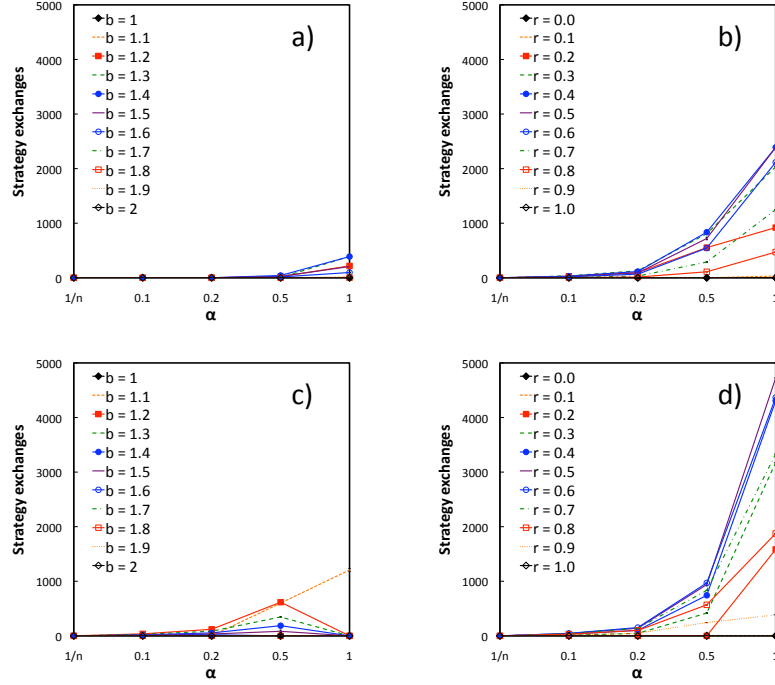 a)
Strategy exchanges
5000
4000
3000
2000
1000
0
b = 1
b = 1.1
b = 1.2
b = 1.3
b = 1.4
b = 1.5
b = 1.6
b = 1.7
b = 1.8
b = 1.9
b = 2
1/n 0.1 0.2 0.5 1
α
b)
Strategy exchanges
5000
4000
3000
2000
1000
0
r = 0.0
r = 0.1
r = 0.2
r = 0.3
r = 0.4
r = 0.5
r = 0.6
r = 0.7
r = 0.8
r = 0.9
r = 1.0
1/n 0.1 0.2 0.5 1
α
c)
Strategy exchanges
5000
4000
3000
2000
1000
0
b = 1
b = 1.1
b = 1.2
b = 1.3
b = 1.4
b = 1.5
b = 1.6
b = 1.7
b = 1.8
b = 1.9
b = 2
1/n 0.1 0.2 0.5 1
α
d)
Strategy exchanges
5000
4000
3000
2000
1000
0
r = 0.0
r = 0.1
r = 0.2
r = 0.3
r = 0.4
r = 0.5
r = 0.6
r = 0.7
r = 0.8
r = 0.9
r = 1.0
1/n 0.1 0.2 0.5 1
α